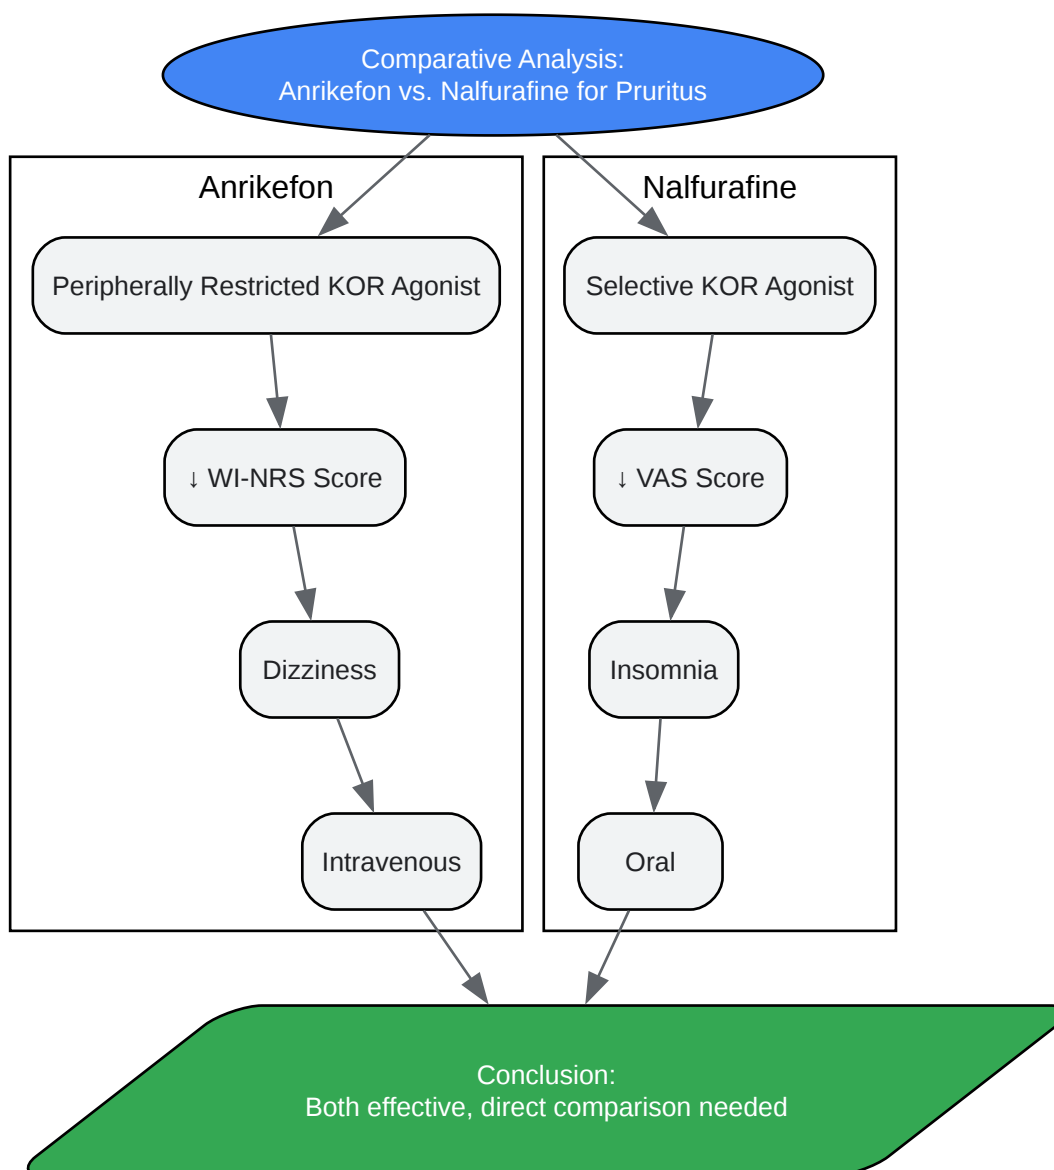 Comparative Analysis:
Anrikefon vs. Nalfurafine for Pruritus
Anrikefon
Peripherally Restricted KOR Agonist
↓ WI-NRS Score
Dizziness
Intravenous
Nalfurafine
Selective KOR Agonist
↓ VAS Score
Insomnia
Oral
Conclusion:
Both effective, direct comparison needed